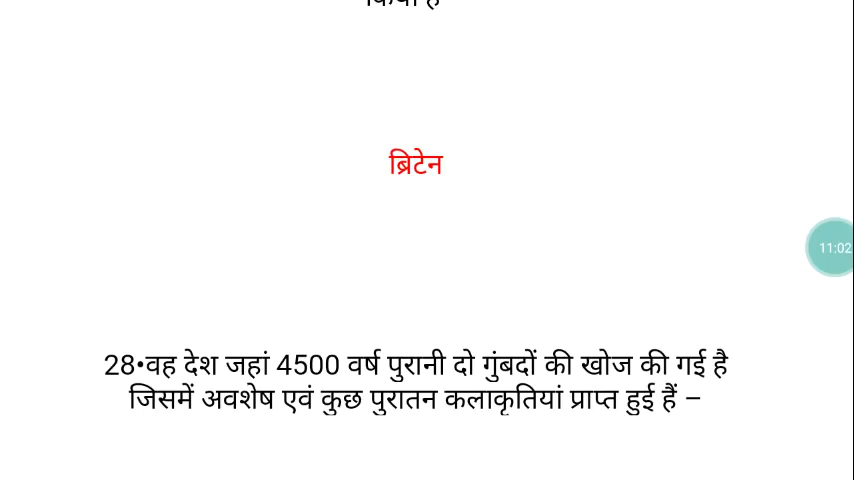 ब्रिटेन
11:02
28•वह देश जहां 4500 वर्ष पुरानी दो गुंबदों की खोज की गई है
जिसमें अवशेष एवं कुछ पुरातन कलाकृतियां प्राप्त हुई हैं –